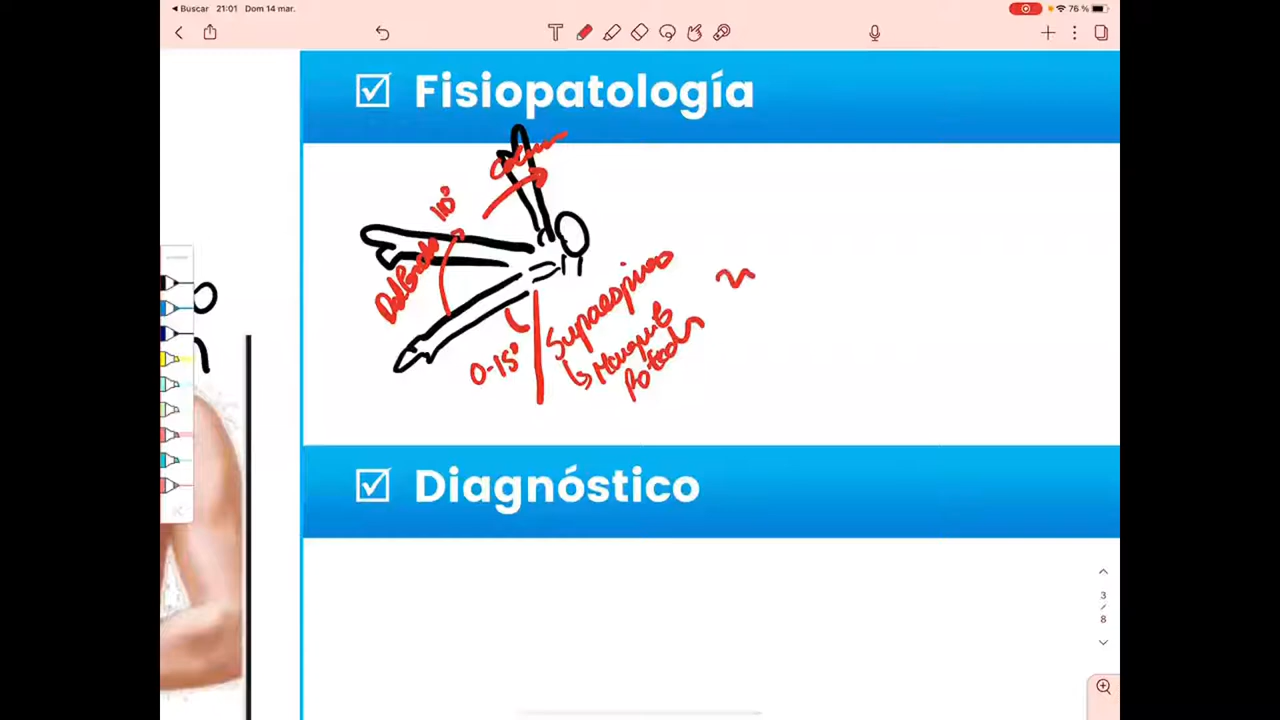 Buscar 21:01 Dom 14 mar.
76 %
Fisiopatología
110°
Deltoides
0-15°
Supraespinoso
Manguito
Rotador
Diagnóstico
3
/
8